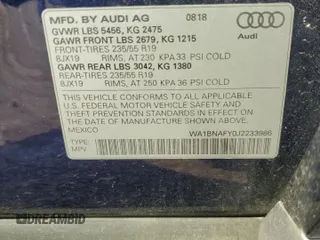 MFD. BY AUDI AG 0818
GVWR LBS 5456, KG 2475
GAWR FRONT LBS 2679, KG 1215
FRONT-TIRES 235/55 R19
8JX19 RIMS, AT 230 KPA 33 PSI COLD
GAWR REAR LBS 3042, KG 1380
REAR-TIRES 235/55 R19
8JX19 RIMS, AT 250 KPA 36 PSI COLD
Audi
THIS VEHICLE CONFORMS TO ALL APPLICABLE
U.S. FEDERAL MOTOR VEHICLE
SAFETY AND THEFT PREVENTION STANDARDS
IN EFFECT ON THE DATE OF MANUFACTURE
SHOWN ABOVE.
MEXICO
WA1BNAFY0J2233986
TYPE:
MPV
DREAMBID